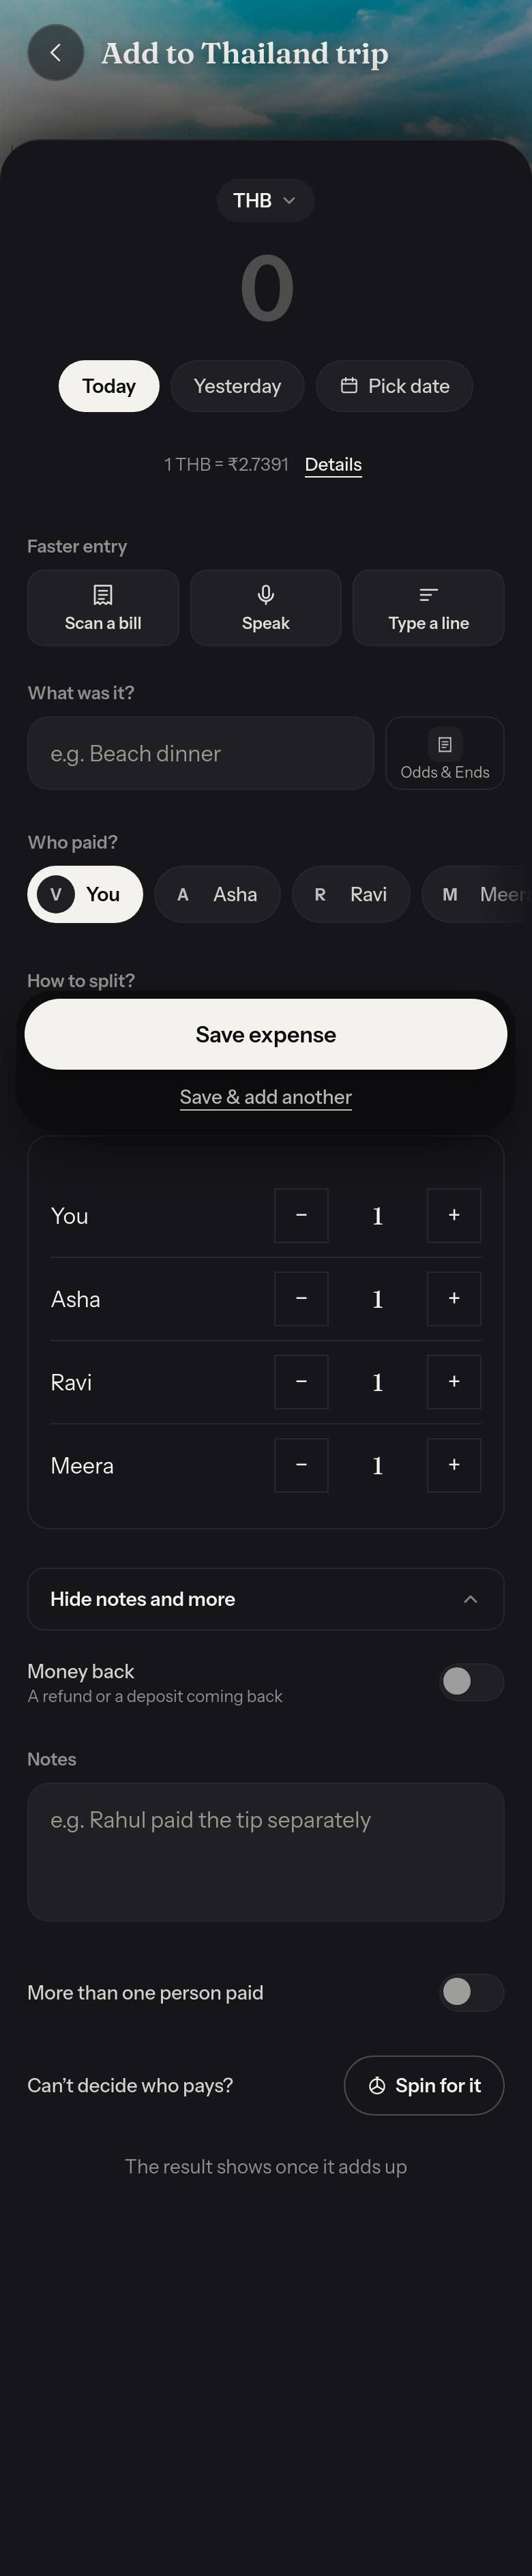 Add to Thailand trip
THB
0
Today Yesterday Pick date
1 THB = ₹2.7391 Details
Faster entry
Scan a bill Speak Type a line
What was it?
e.g. Beach dinner
Odds & Ends
Who paid?
V You A Asha R Ravi M Meera
How to split?
Save expense
Save & add another
You − 1 +
Asha − 1 +
Ravi − 1 +
Meera − 1 +
Hide notes and more
Money back
A refund or a deposit coming back
Notes
e.g. Rahul paid the tip separately
More than one person paid
Can’t decide who pays? Spin for it
The result shows once it adds up